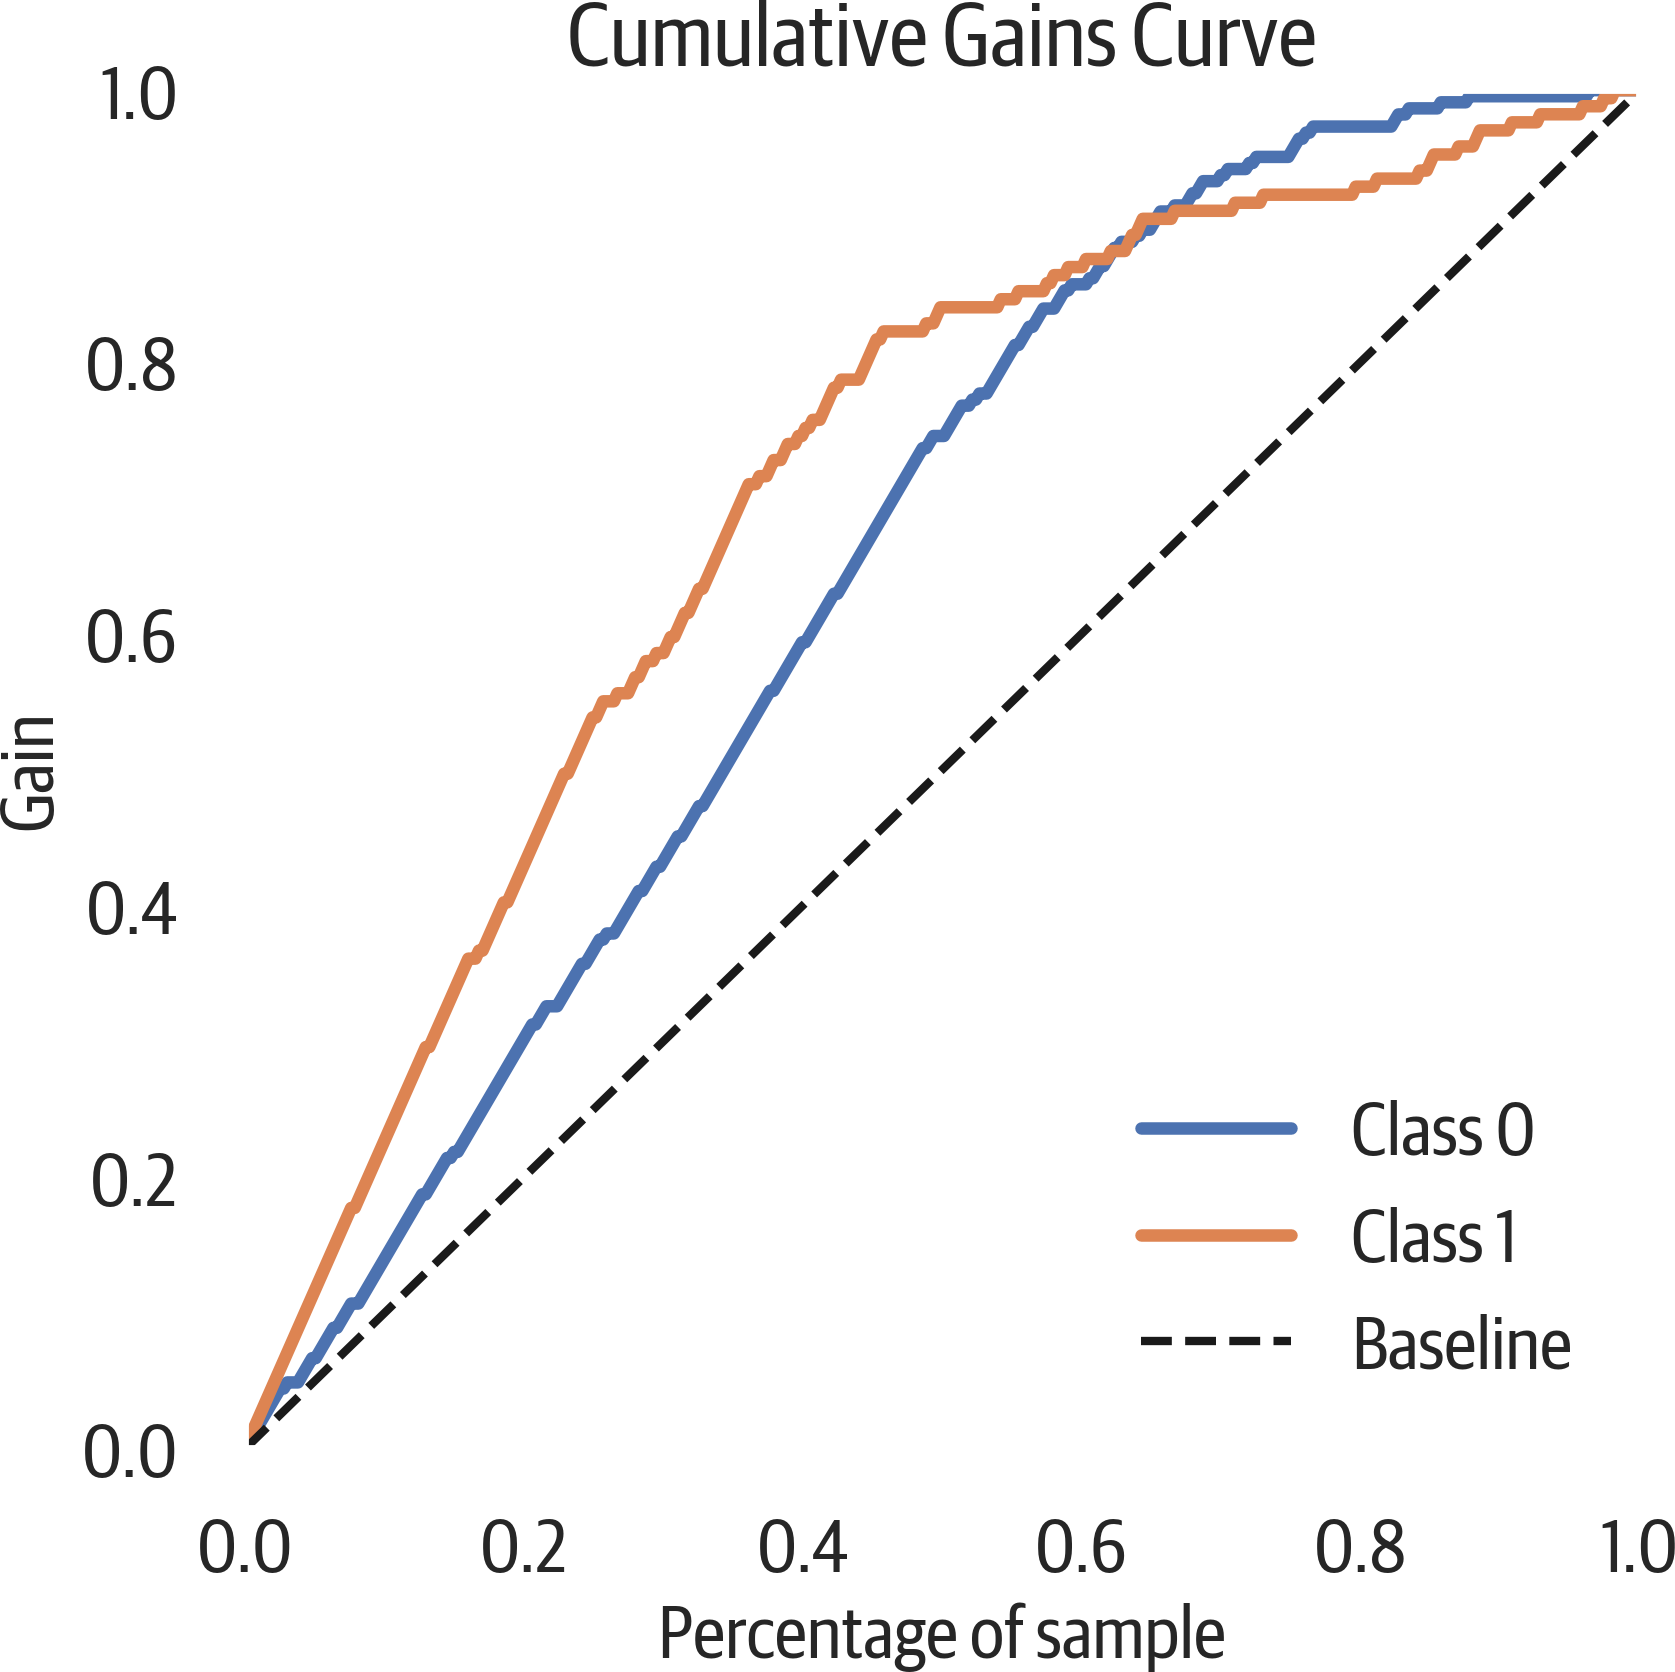 Cumulative Gains Curve
1.0
0.8
0.6
0.4
0.2
0.0
Gain
Class 0
Class 1
Baseline
0.0 0.2 0.4 0.6 0.8 1.0
Percentage of sample